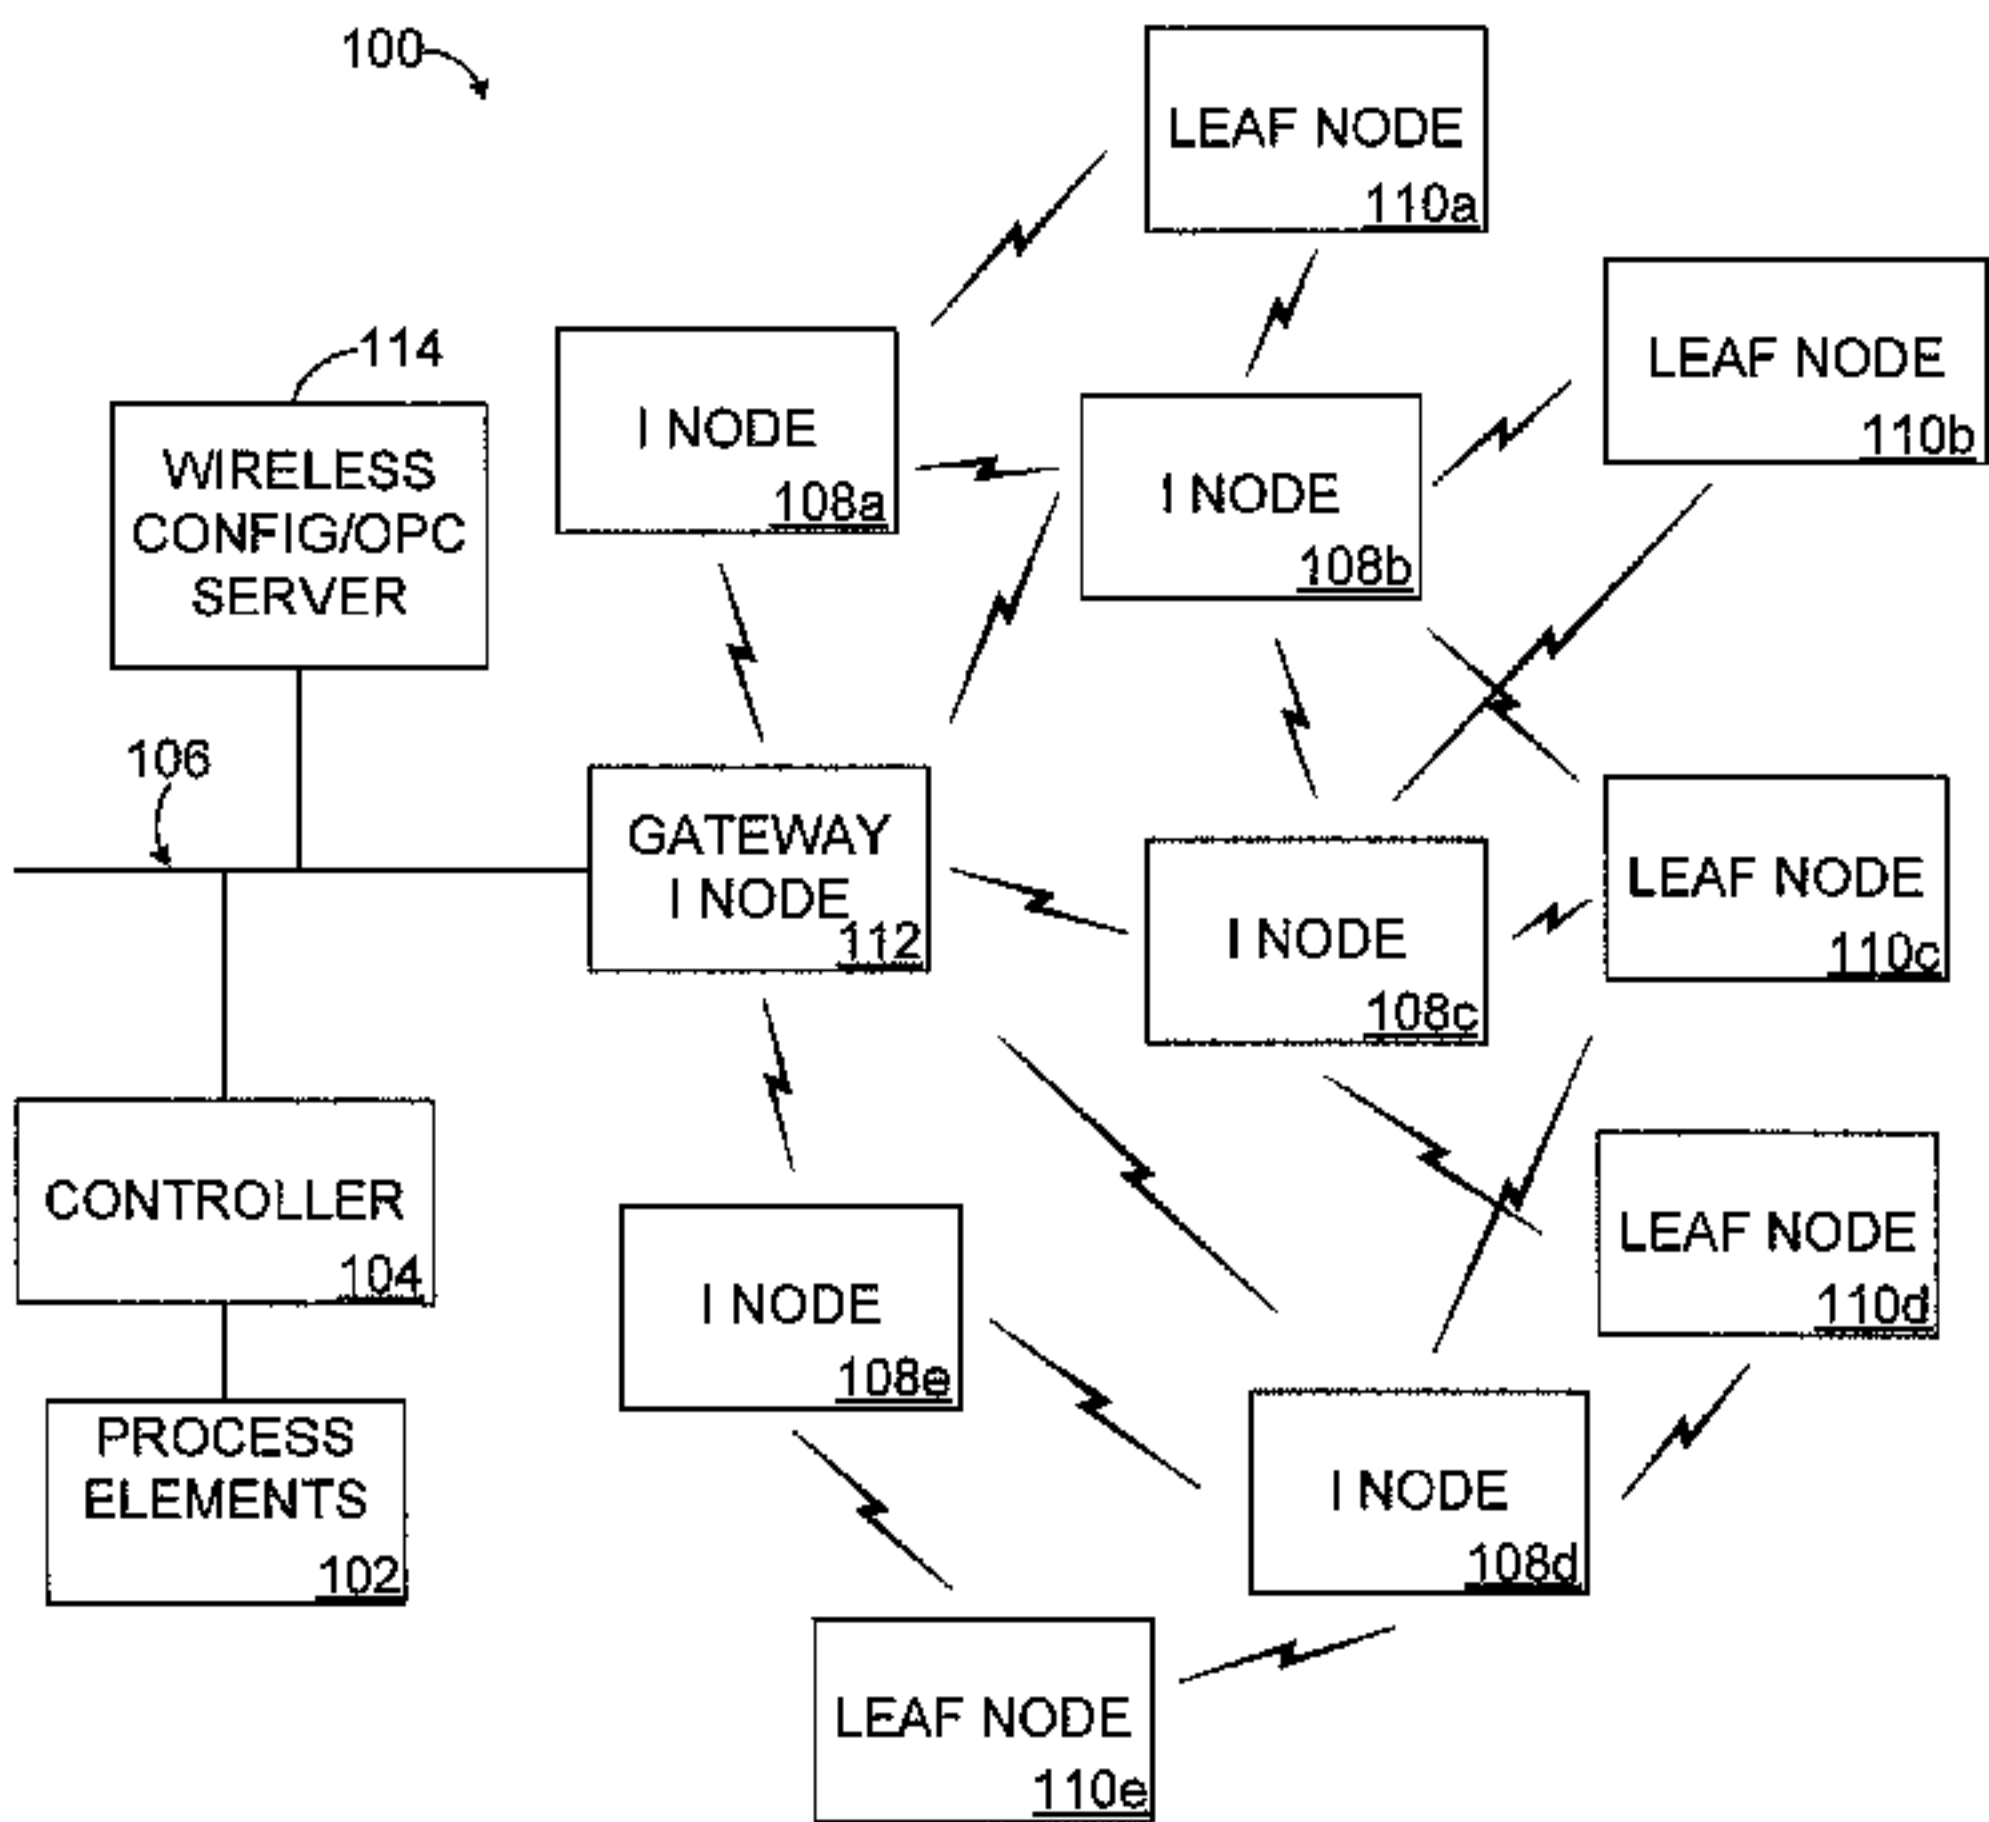 100
LEAF NODE
110a
LEAF NODE
110b
114
I NODE
108a
WIRELESS
CONFIG/OPC
SERVER
I NODE
108b
106
GATEWAY
I NODE
112
LEAF NODE
110c
I NODE
108c
CONTROLLER
104
LEAF NODE
110d
I NODE
108e
PROCESS
ELEMENTS
102
I NODE
108d
LEAF NODE
110e